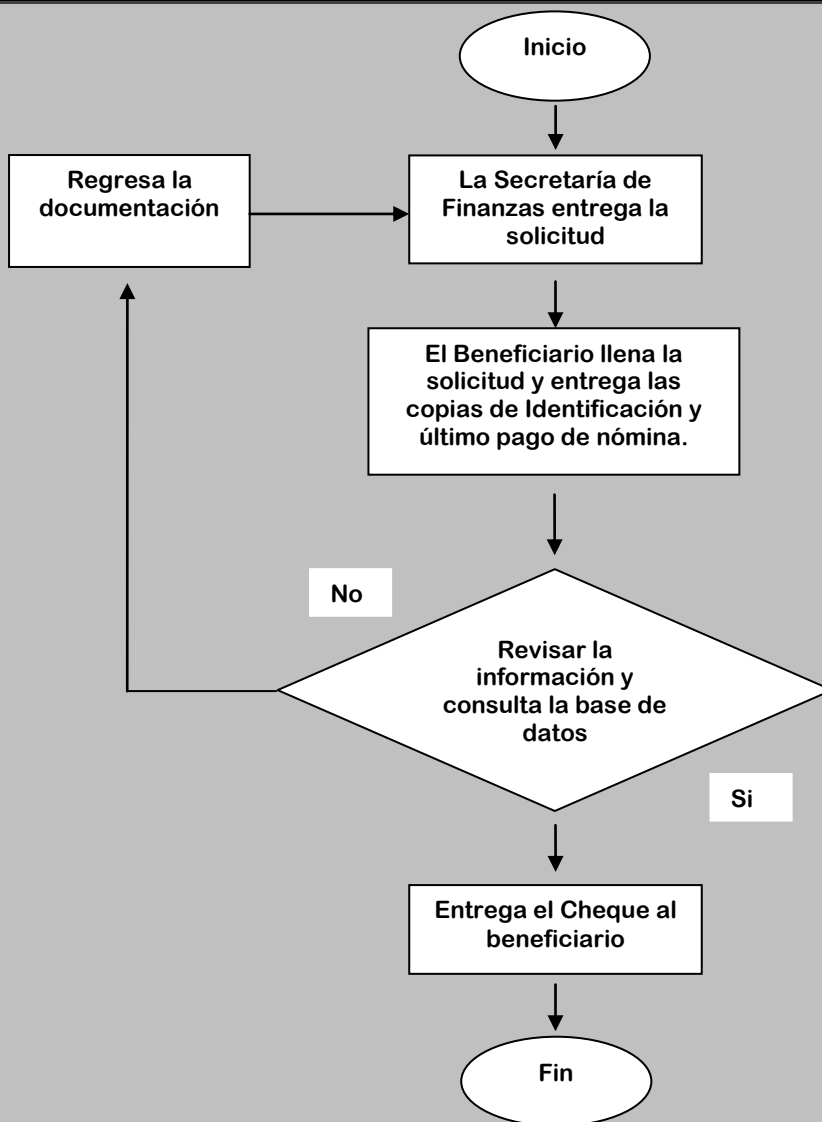 Inicio
Regresa la
documentación
La Secretaría de
Finanzas entrega la
solicitud
El Beneficiario llena la
solicitud y entrega las
copias de Identificación y
último pago de nómina.
No
Revisar la
información y
consulta la base de
datos
Si
Entrega el Cheque al
beneficiario
Fin